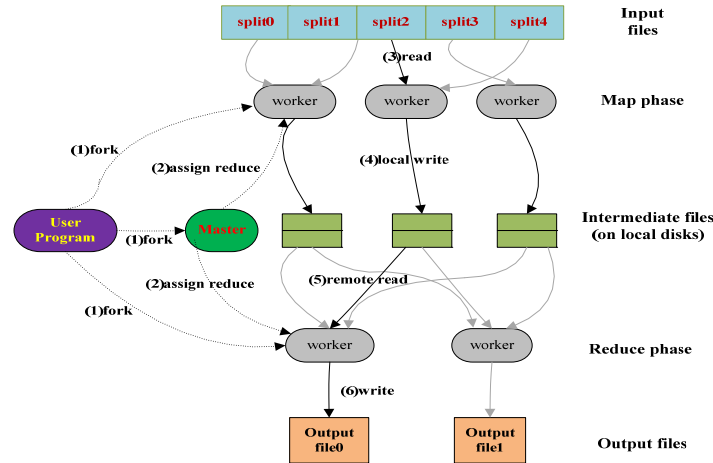 split0 split1 split2 split3 split4
Input
files
(3)read
worker worker worker
Map phase
(1)fork
(2)assign reduce
(4)local write
User
Program
(1)fork
Master
Intermediate files
(on local disks)
(2)assign reduce
(5)remote read
(1)fork
worker worker
Reduce phase
(6)write
Output
file0
Output
file1
Output files